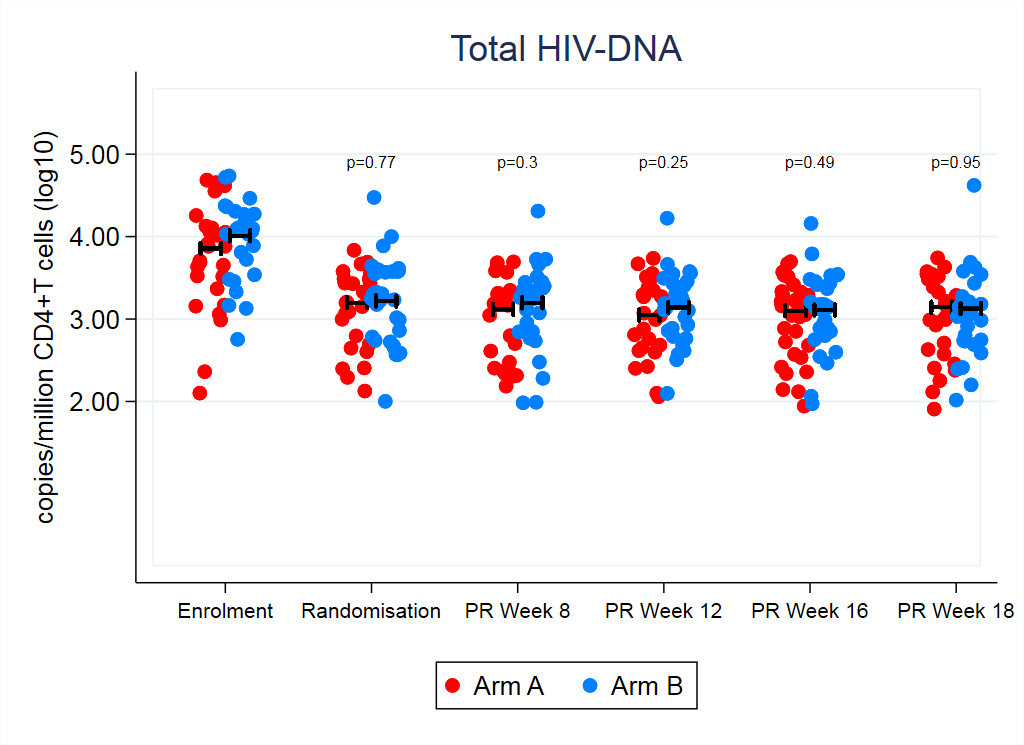 Total HIV-DNA
copies/million CD4+T cells (log10)
5.00
4.00
3.00
2.00
p=0.77
p=0.3
p=0.25
p=0.49
p=0.95
Enrolment
Randomisation
PR Week 8
PR Week 12
PR Week 16
PR Week 18
Arm A
Arm B